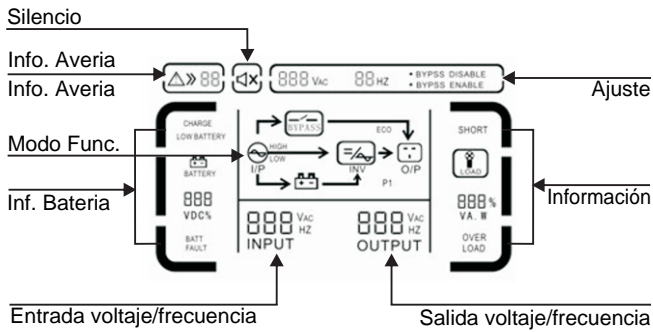 Silencio
Info. Averia
Info. Averia
88
888 VAC 88 HZ
• BYPSS DISABLE
• BYPSS ENABLE
Ajuste
CHARGE
LOW BATTERY
BATTERY
888
VDC%
BATT
FAULT
Modo Func.
Inf. Bateria
BYPASS
ECO
HIGH
LOW
I/P
INV
O/P
P1
888 VAC
HZ
INPUT
888 VAC
HZ
OUTPUT
SHORT
LOAD
888 %
VA. W
OVER
LOAD
Información
Entrada voltaje/frecuencia
Salida voltaje/frecuencia